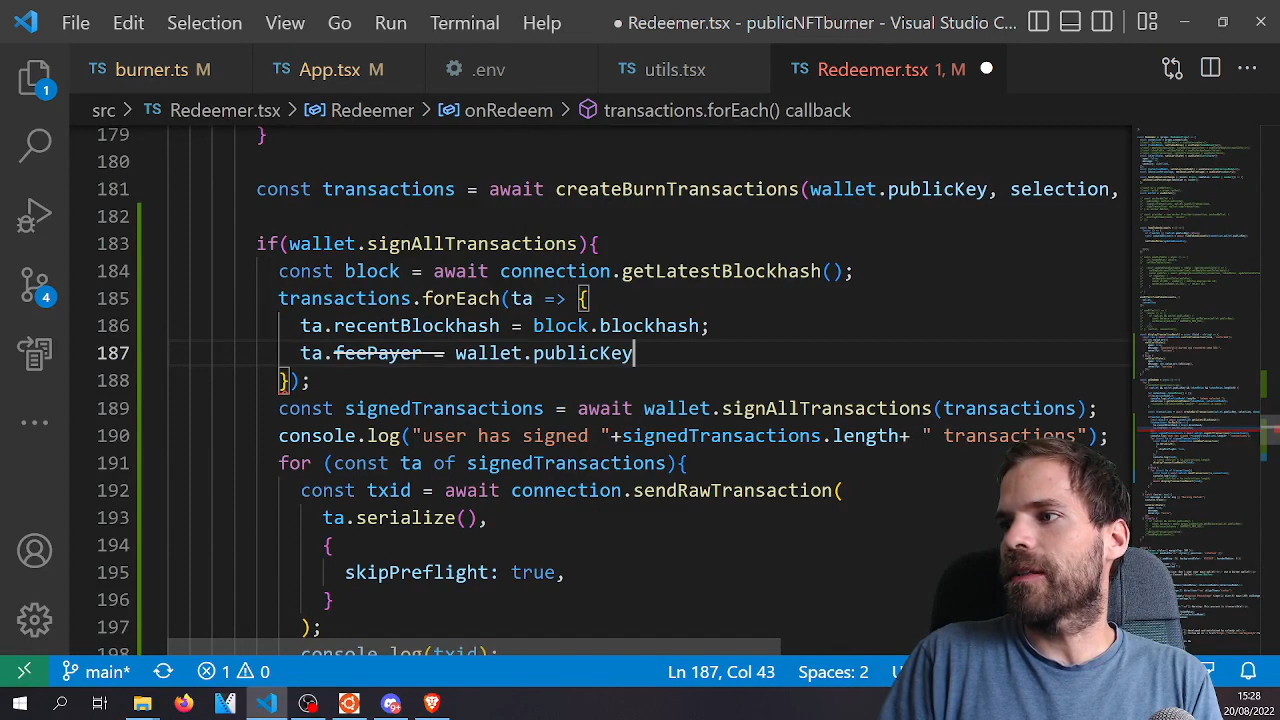 File Edit Selection View Go Run Terminal Help
● Redeemer.tsx - publicNFTburner - Visual Studio C...
TS burner.ts M
TS App.tsx M
.env
TS utils.tsx
TS Redeemer.tsx 1, M
src > TS Redeemer.tsx > Redeemer > onRedeem > transactions.forEach() callback
179 }
180
181 const transactions = await createBurnTransactions(wallet.publicKey, selection,
182
183 if(wallet.signAllTransactions){
184 const block = await connection.getLatestBlockhash();
185 transactions.forEach(ta => {
186 ta.recentBlockhash = block.blockhash;
187 ta.feePayer = wallet.publicKey
188 });
189 const signedTransactions = await wallet.signAllTransactions(transactions);
190 console.log("user has signed "+signedTransactions.length+" transactions");
191 for (const ta of signedTransactions){
192 const txid = await connection.sendRawTransaction(
193 ta.serialize(),
194 {
195 skipPreflight: true,
196 }
197 );
198 console.log(txid);
1
4
main* 1 0 Ln 187, Col 43 Spaces: 2
15:28
20/08/2022